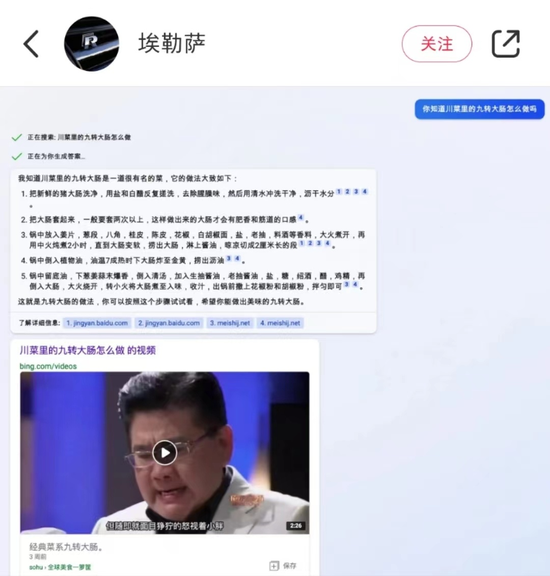 埃勒萨
关注
你知道川菜里的九转大肠怎么做吗
正在搜索: 川菜里的九转大肠怎么做
正在为你生成答案...
我知道川菜里的九转大肠是一道很有名的菜，它的做法大致如下：
1. 把新鲜的猪大肠洗净，用盐和白醋反复搓洗，去除腥臊味，然后用清水冲洗干净，沥干水分 1 2 3 4
。
2. 把大肠套起来，一般要套两次以上，这样做出来的大肠才会有肥香和筋道的口感 4 。
3. 锅中放入姜片，葱段，八角，桂皮，陈皮，花椒，白胡椒面，盐，老抽，料酒等香料，大火煮开，再
用中火炖煮2小时，直到大肠变软，捞出大肠，淋上酱油，晾凉切成2厘米长的段 1 2 3 4 。
4. 锅中倒入植物油，油温7成热时下大肠炸至金黄，捞出沥油 3 4 。
5. 锅中留底油，下葱姜蒜末爆香，倒入清汤，加入生抽酱油，老抽酱油，盐，糖，绍酒，醋，鸡精，再
倒入大肠，大火烧开，转小火将大肠煮至入味，收汁，出锅前撒上花椒粉和胡椒粉，拌匀即可 3 4 。
这就是九转大肠的做法，你可以按照这个步骤试试看，希望你能做出美味的九转大肠。
了解详细信息: 1. jingyan.baidu.com 2. jingyan.baidu.com 3. meishij.net 4. meishij.net
川菜里的九转大肠怎么做 的视频
bing.com/videos
但随即就面目狰狞的怒视着小胖
2:26
经典菜系九转大肠。
3 周前
sohu › 全球美食一罗筐
保存